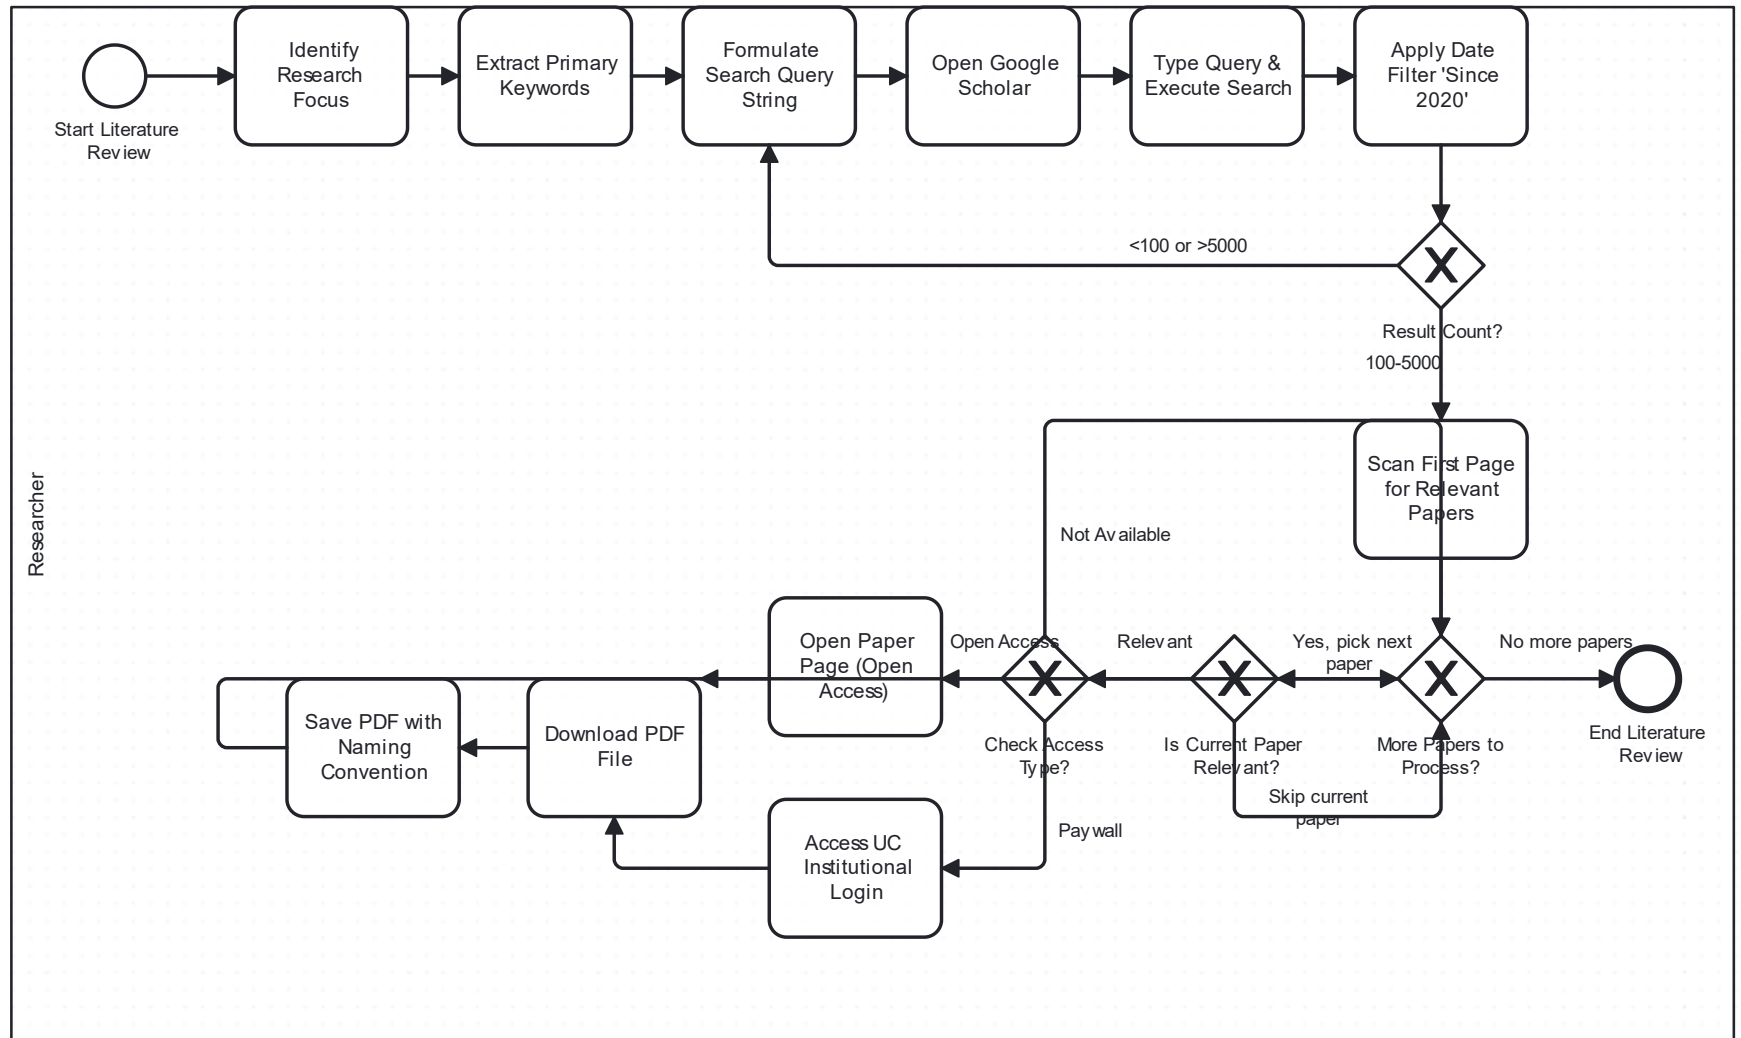 Identify
Research
Focus
Extract Primary
Keywords
Formulate
Search Query
String
Open Google
Scholar
Type Query &
Execute Search
Apply Date
Filter 'Since
2020'
Start Literature
Review
<100 or >5000
X
Result Count?
100-5000
Researcher
Scan First Page
for Relevant
Papers
Not Available
Open Paper
Page (Open
Access)
Open Access
Relevant
Yes, pick next
paper
No more papers
X
X
X
Save PDF with
Naming
Convention
Download PDF
File
Check Access
Type?
Is Current Paper
Relevant?
More Papers to
Process?
End Literature
Review
Skip current
paper
Paywall
Access UC
Institutional
Login